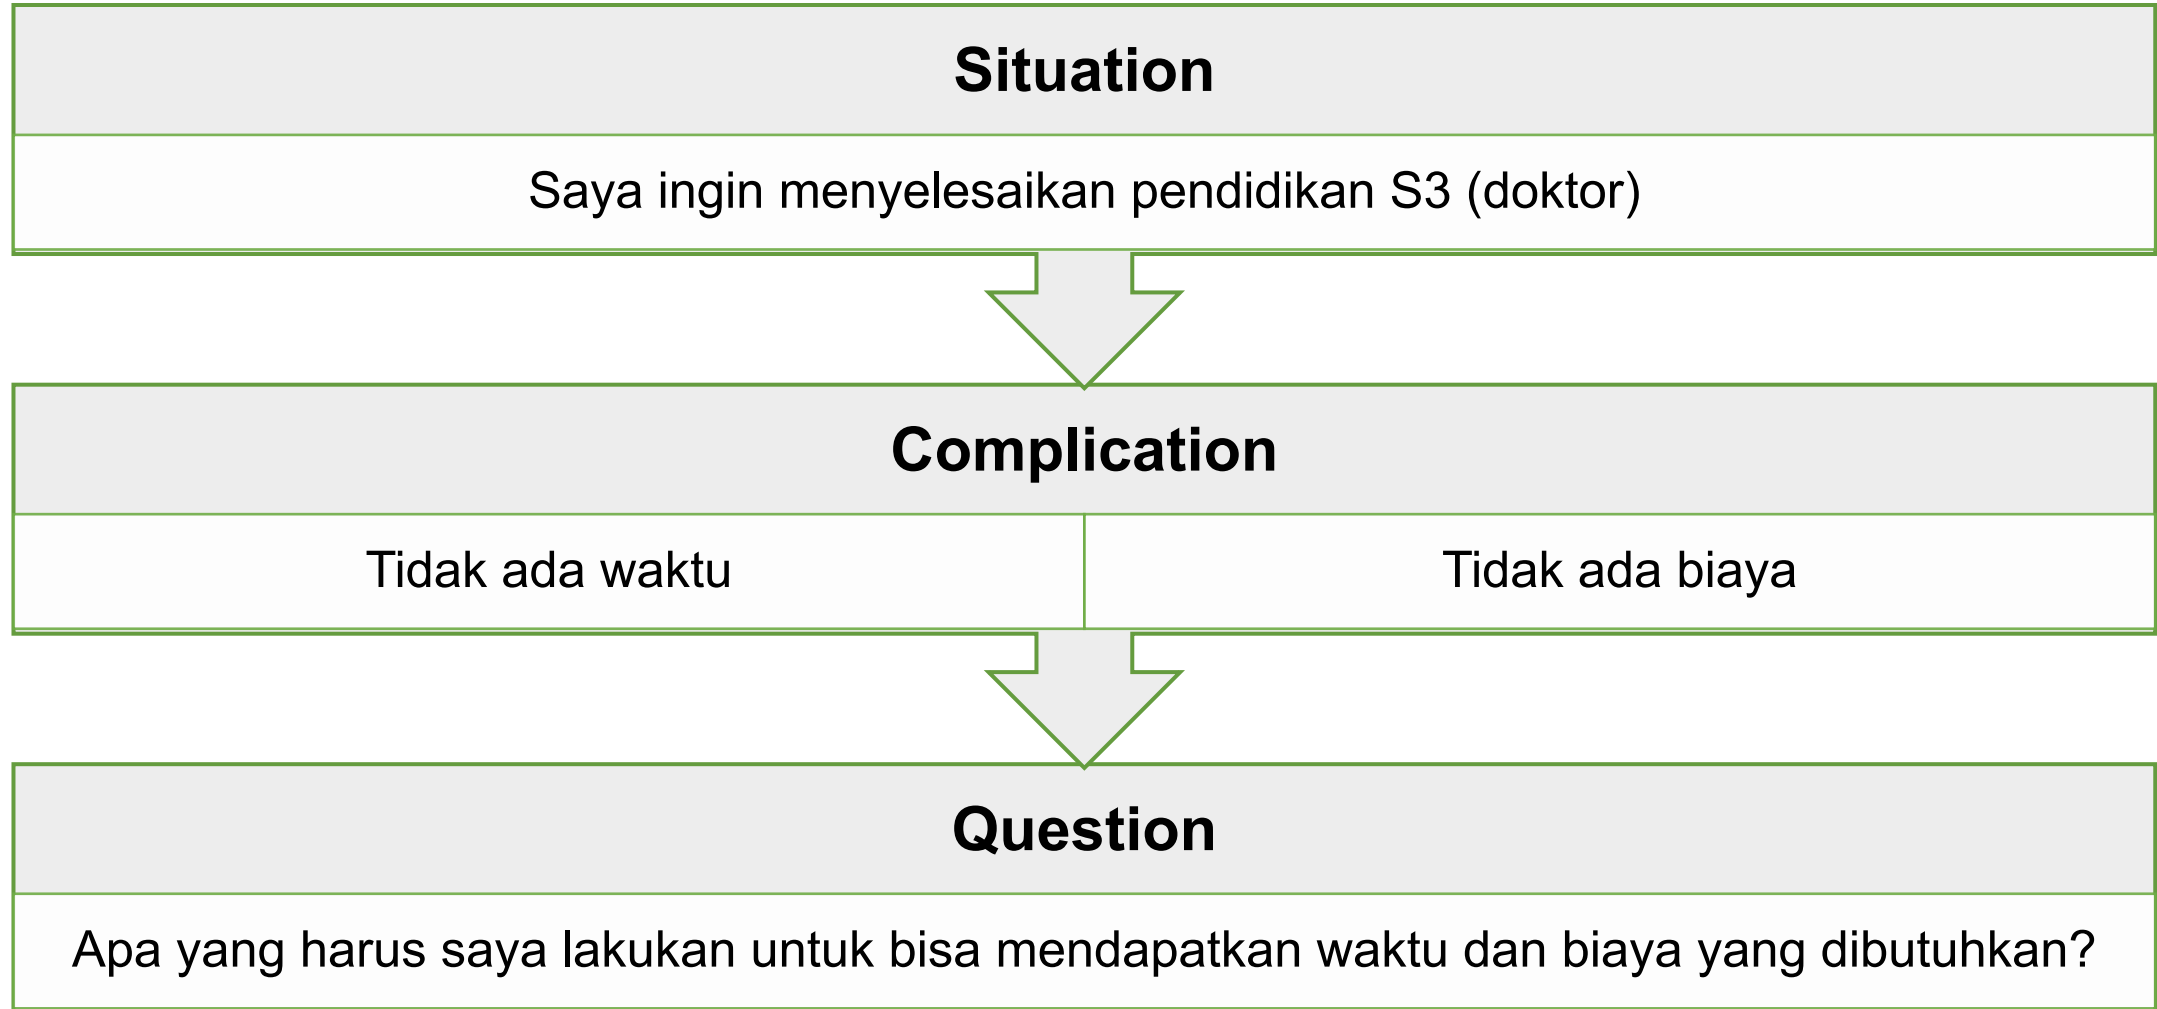 Situation
Saya ingin menyelesaikan pendidikan S3 (doktor)
Complication
Tidak ada waktu
Tidak ada biaya
Question
Apa yang harus saya lakukan untuk bisa mendapatkan waktu dan biaya yang dibutuhkan?